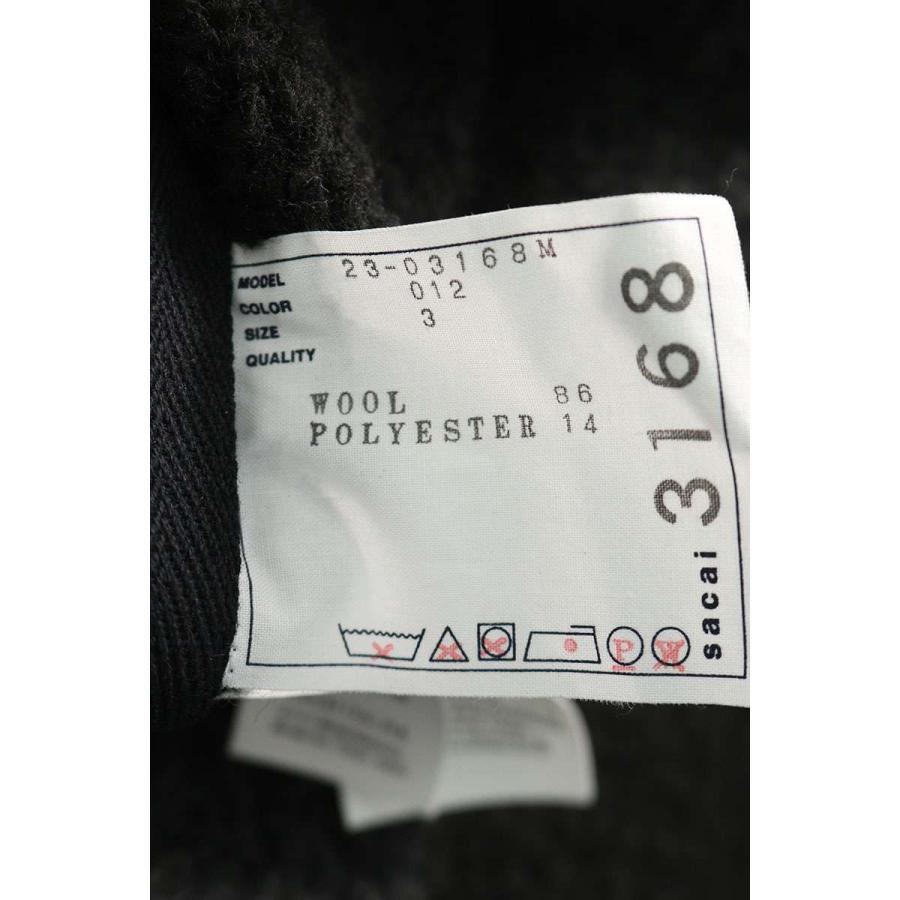 MODEL 23-03168M
COLOR 012
SIZE 3
QUALITY
WOOL 86
POLYESTER 14
sacai 3168
P
W